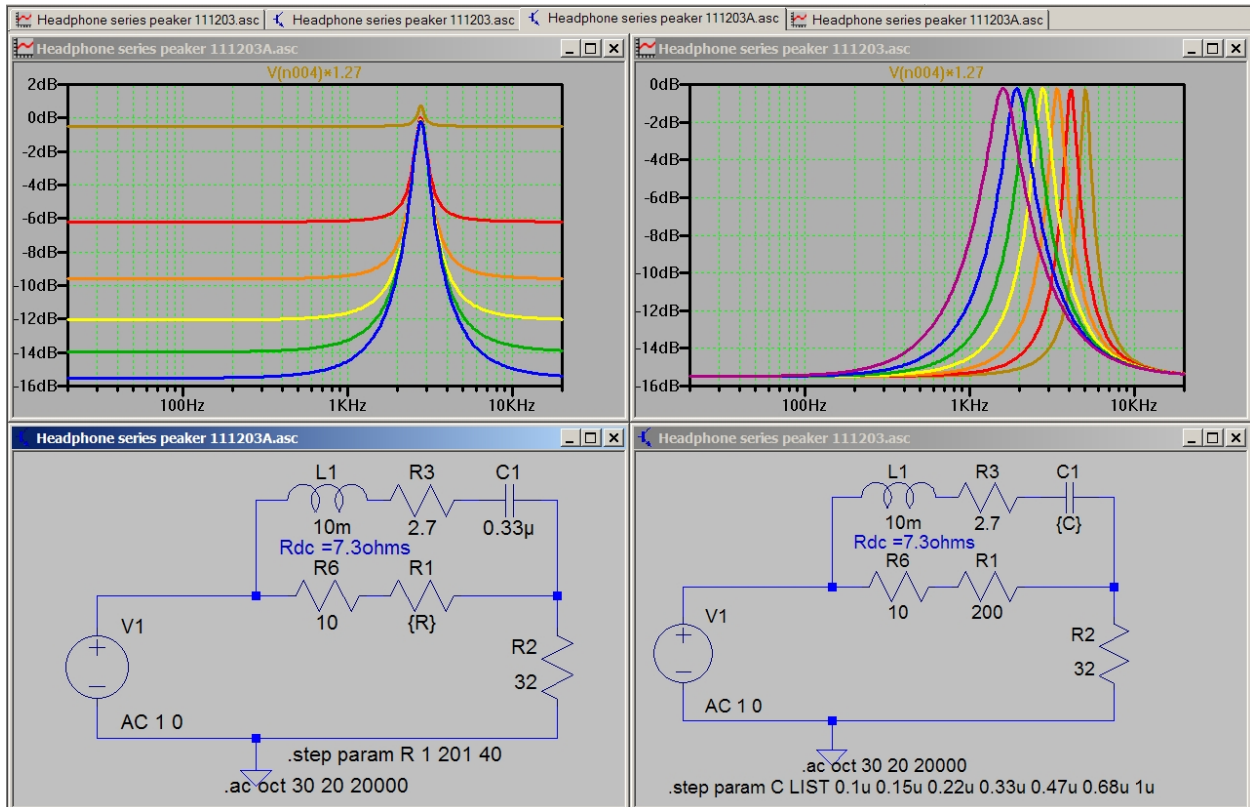 Headphone series peaker 111203.asc
Headphone series peaker 111203.asc
Headphone series peaker 111203A.asc
Headphone series peaker 111203A.asc
Headphone series peaker 111203A.asc
V(n004)*1.27
2dB
0dB
-2dB
-4dB
-6dB
-8dB
-10dB
-12dB
-14dB
-16dB
100Hz
1KHz
10KHz
Headphone series peaker 111203.asc
V(n004)*1.27
0dB
-2dB
-4dB
-6dB
-8dB
-10dB
-12dB
-14dB
-16dB
100Hz
1KHz
10KHz
Headphone series peaker 111203A.asc
L1
R3
C1
10m
2.7
0.33µ
Rdc =7.3ohms
R6
R1
10
{R}
V1
R2
32
AC 1 0
.step param R 1 201 40
.ac oct 30 20 20000
Headphone series peaker 111203.asc
L1
R3
C1
10m
2.7
{C}
Rdc =7.3ohms
R6
R1
10
200
V1
R2
32
AC 1 0
.ac oct 30 20 20000
.step param C LIST 0.1u 0.15u 0.22u 0.33u 0.47u 0.68u 1u